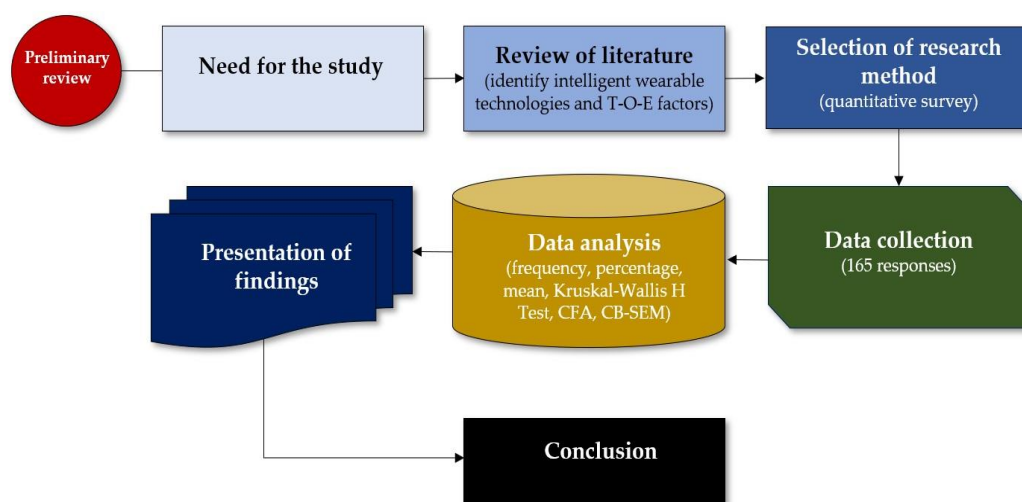 Preliminary
review
Need for the study
Review of literature
(identify intelligent wearable
technologies and T-O-E factors)
Selection of research
method
(quantitative survey)
Data collection
(165 responses)
Data analysis
(frequency, percentage,
mean, Kruskal-Wallis H
Test, CFA, CB-SEM)
Presentation of
findings
Conclusion